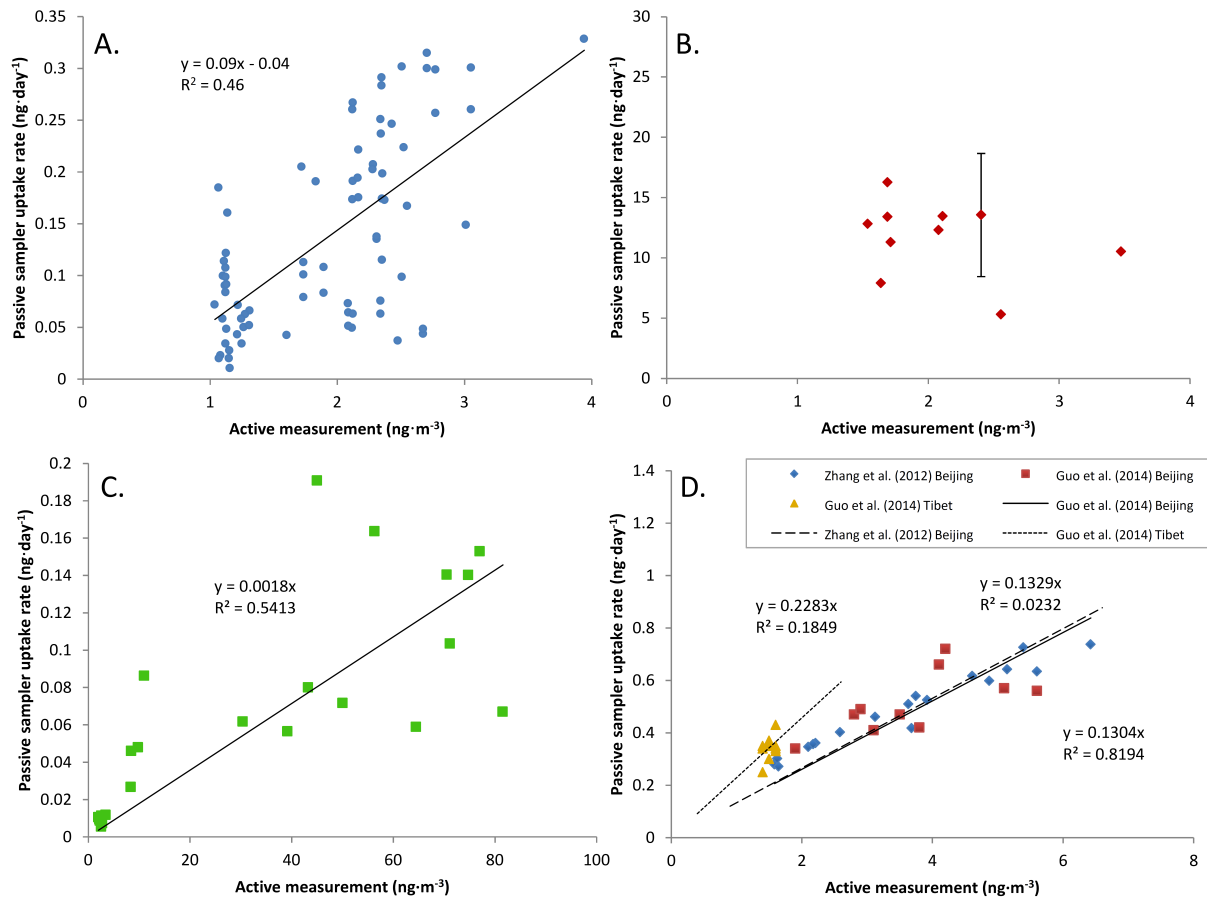 A.
y = 0.09x - 0.04
R² = 0.46
Passive sampler uptake rate (ng·day⁻¹)
0.35
0.3
0.25
0.2
0.15
0.1
0.05
0
0 1 2 3 4
Active measurement (ng·m⁻³)
B.
Passive sampler uptake rate (ng·day⁻¹)
30
25
20
15
10
5
0
0 1 2 3 4
Active measurement (ng·m⁻³)
C.
y = 0.0018x
R² = 0.5413
Passive sampler uptake rate (ng·day⁻¹)
0.2
0.18
0.16
0.14
0.12
0.1
0.08
0.06
0.04
0.02
0
0 20 40 60 80 100
Active measurement (ng·m⁻³)
D.
Zhang et al. (2012) Beijing
Guo et al. (2014) Beijing
Guo et al. (2014) Tibet
Guo et al. (2014) Beijing
Zhang et al. (2012) Beijing
Guo et al. (2014) Tibet
y = 0.2283x
R² = 0.1849
y = 0.1329x
R² = 0.0232
y = 0.1304x
R² = 0.8194
Passive sampler uptake rate (ng·day⁻¹)
1.4
1.2
1
0.8
0.6
0.4
0.2
0
0 2 4 6 8
Active measurement (ng·m⁻³)